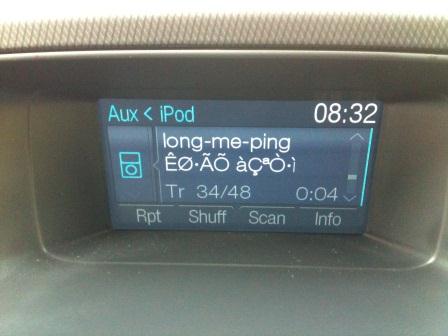 Aux < iPod 08:32
long-me-ping
ÊØ·ÃÕ àÇªÒ·ì
Tr 34/48 0:04
Rpt Shuff Scan Info